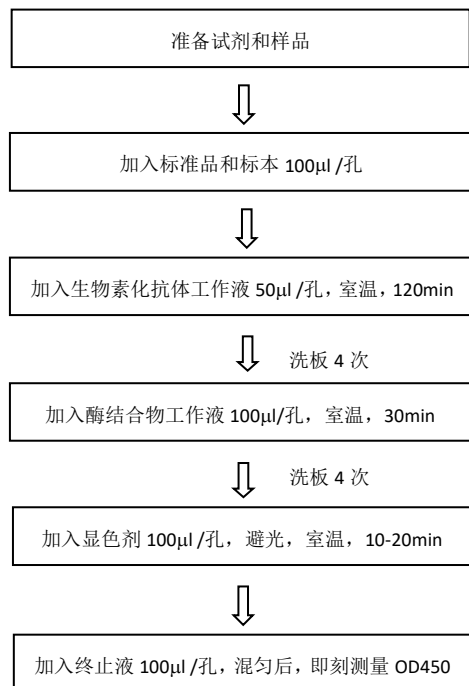 准备试剂和样品
加入标准品和标本 100μl /孔
加入生物素化抗体工作液 50μl /孔，室温，120min
洗板 4 次
加入酶结合物工作液 100μl/孔，室温，30min
洗板 4 次
加入显色剂 100μl /孔，避光，室温，10-20min
加入终止液 100μl /孔，混匀后，即刻测量 OD450